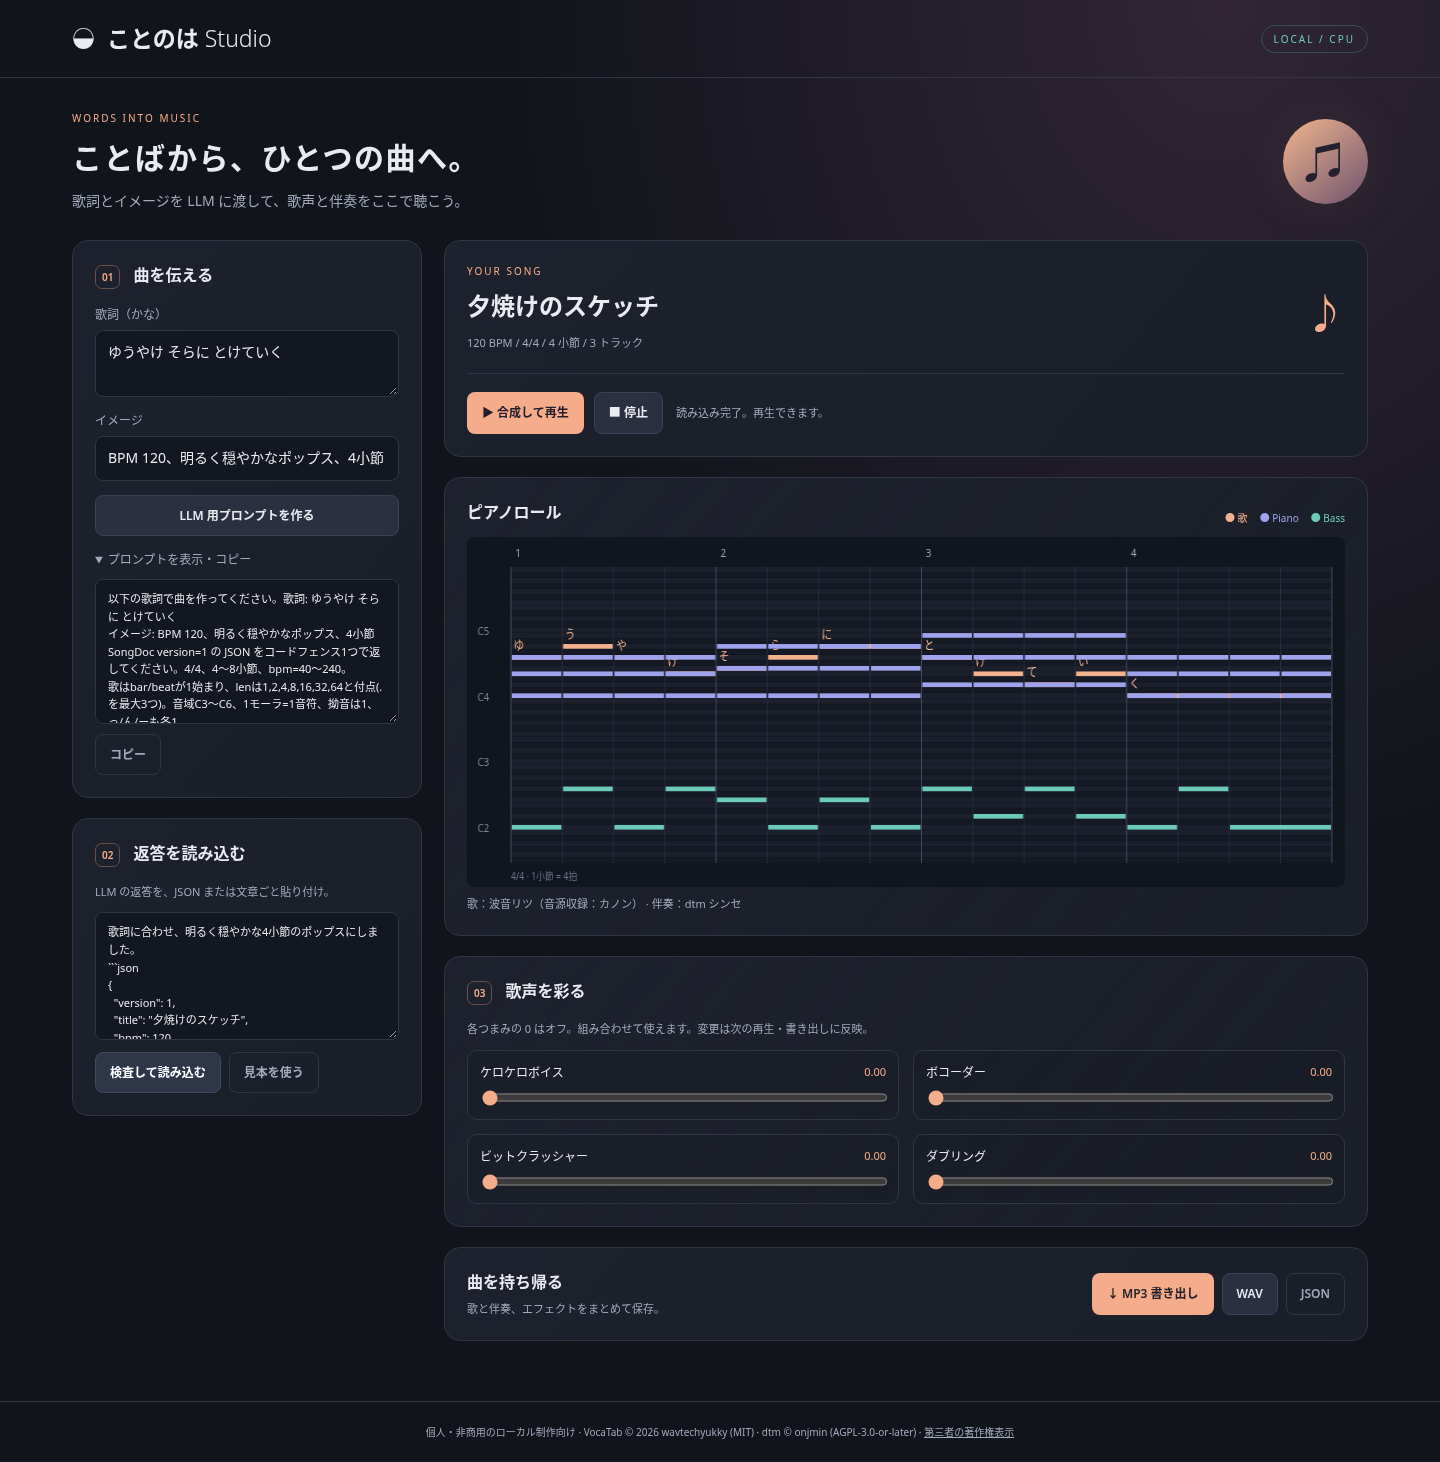 ことのは Studio
LOCAL / CPU
WORDS INTO MUSIC
ことばから、ひとつの曲へ。
歌詞とイメージを LLM に渡して、歌声と伴奏をここで聴こう。
01 曲を伝える
歌詞（かな）
ゆうやけ そらに とけていく
イメージ
BPM 120、明るく穏やかなポップス、4小節
LLM 用プロンプトを作る
▼ プロンプトを表示・コピー
以下の歌詞で曲を作ってください。歌詞: ゆうやけ そら
に とけていく
イメージ: BPM 120、明るく穏やかなポップス、4小節
SongDoc version=1 の JSON をコードフェンス1つで返
してください。4/4、4〜8小節、bpm=40〜240。
歌はbar/beatが1始まり、lenは1,2,4,8,16,32,64と付点(.
を最大3つ)。音域C3〜C6、1モーラ=1音符、拗音は1、
っ/ん/ーも各1
コピー
02 返答を読み込む
LLM の返答を、JSON または文章ごと貼り付け。
歌詞に合わせ、明るく穏やかな4小節のポップスにしま
した。
```json
{
"version": 1,
"title": "夕焼けのスケッチ",
"bpm": 120,
検査して読み込む
見本を使う
YOUR SONG
夕焼けのスケッチ
120 BPM / 4/4 / 4 小節 / 3 トラック
▶ 合成して再生
■ 停止
読み込み完了。再生できます。
ピアノロール
歌 Piano Bass
1 2 3 4
C5
C4
C3
C2
ゆ う や け そ ら に と け て い く
4/4 · 1小節 = 4拍
歌：波音リツ（音源収録：カノン） · 伴奏：dtm シンセ
03 歌声を彩る
各つまみの 0 はオフ。組み合わせて使えます。変更は次の再生・書き出しに反映。
ケロケロボイス 0.00
ボコーダー 0.00
ビットクラッシャー 0.00
ダブリング 0.00
曲を持ち帰る
歌と伴奏、エフェクトをまとめて保存。
↓ MP3 書き出し
WAV
JSON
個人・非商用のローカル制作向け · VocaTab © 2026 wavtechyukky (MIT) · dtm © onjmin (AGPL-3.0-or-later) · 第三者の著作権表示